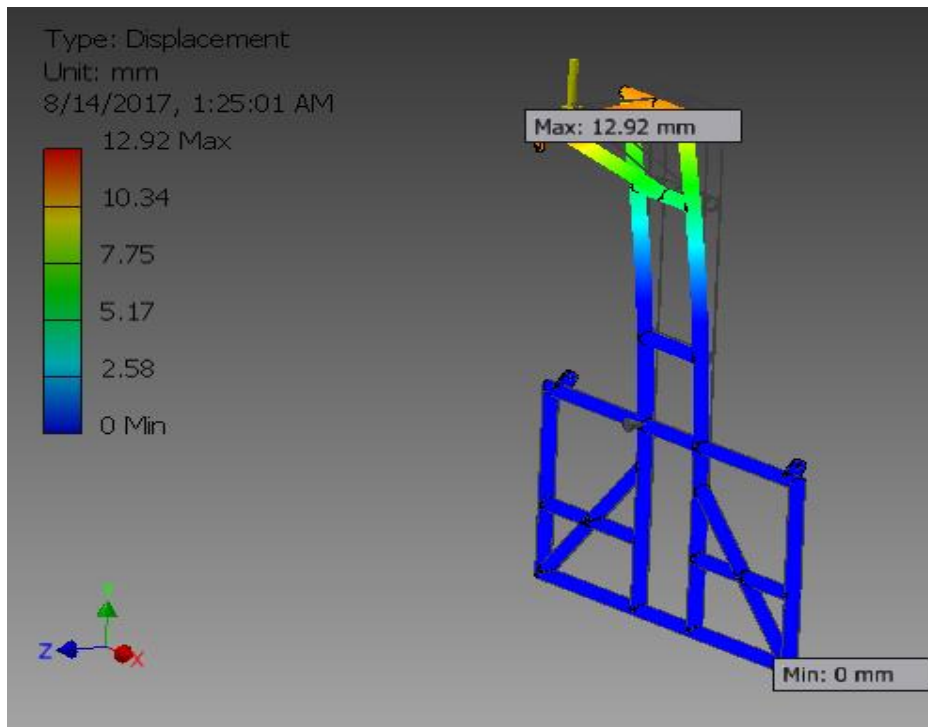 Type: Displacement
Unit: mm
8/14/2017, 1:25:01 AM
12.92 Max
10.34
7.75
5.17
2.58
0 Min
Max: 12.92 mm
Min: 0 mm
Z
X